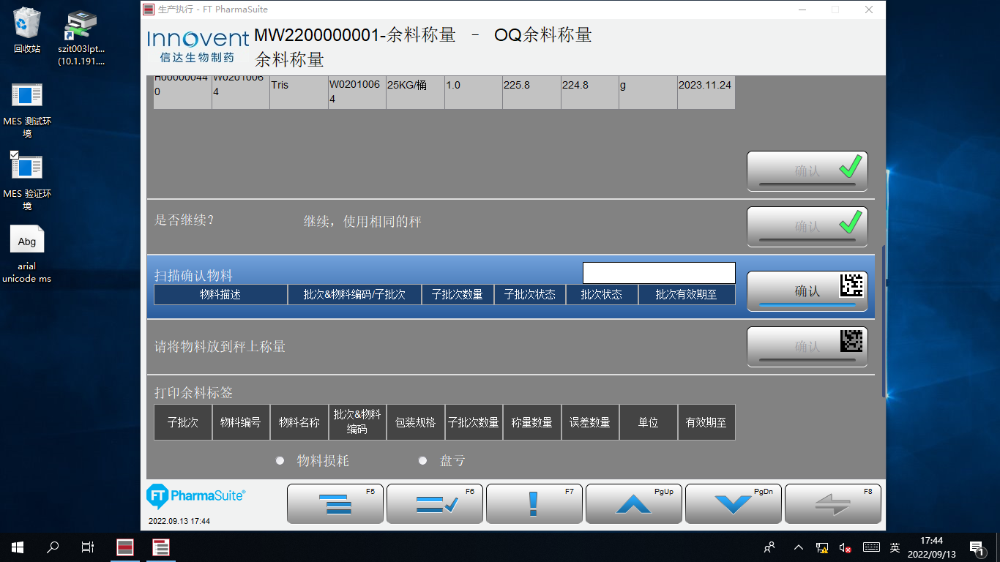 生产执行 - FT PharmaSuite
Innovent
信达生物制药
MW2200000001-余料称量 - OQ余料称量
余料称量
回收站
szit003lpt...
(10.1.191....
MES 测试环
境
MES 验证环
境
Abg
arial
unicode ms
H00000044
0
W0201006
4
Tris
W0201006
4
25KG/桶
1.0
225.8
224.8
g
2023.11.24
确认
是否继续?
继续，使用相同的秤
确认
扫描确认物料
物料描述
批次&物料编码/子批次
子批次数量
子批次状态
批次状态
批次有效期至
确认
请将物料放到秤上称量
确认
打印余料标签
子批次
物料编号
物料名称
批次&物料
编码
包装规格
子批次数量
称量数量
误差数量
单位
有效期至
物料损耗
盘亏
FT PharmaSuite®
2022.09.13 17:44
F5
F6
F7
PgUp
PgDn
F8
英
17:44
2022/09/13
1